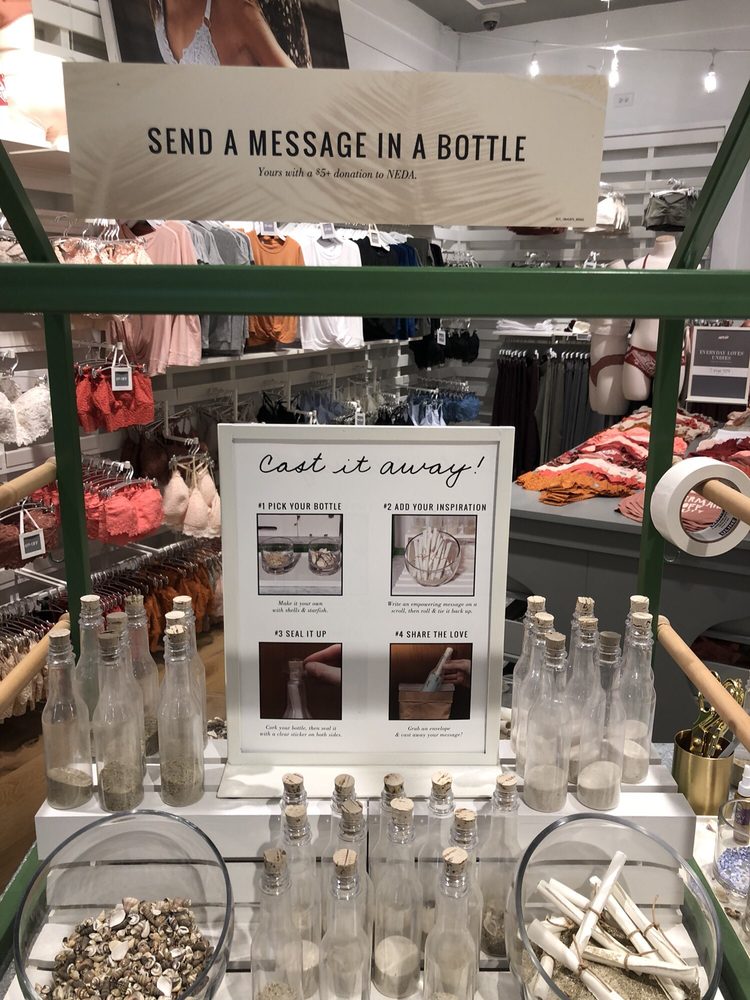 SEND A MESSAGE IN A BOTTLE
Yours with a $5+ donation to NEDA.
EVERYDAY LOVES
UNDIES
Cast it away!
#1 PICK YOUR BOTTLE
Make it your own
with shells & starfish.
#2 ADD YOUR INSPIRATION
Write an empowering message on a
scroll, then roll & tie it back up.
#3 SEAL IT UP
Cork your bottle, then seal it
with a clear sticker on both sides.
#4 SHARE THE LOVE
Grab an envelope
& cast away your message!